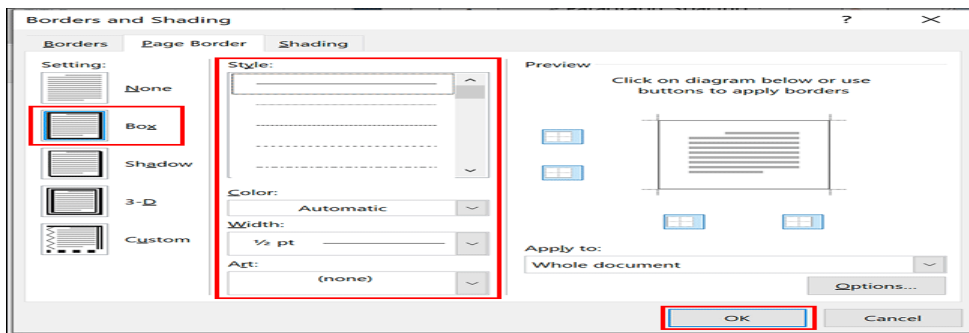 Borders and Shading
? ×
Borders Page Border Shading
Setting:
None
Box
Shadow
3-D
Custom
Style:
Color:
Automatic
Width:
½ pt
Art:
(none)
Preview
Click on diagram below or use
buttons to apply borders
Apply to:
Whole document
Options...
OK Cancel